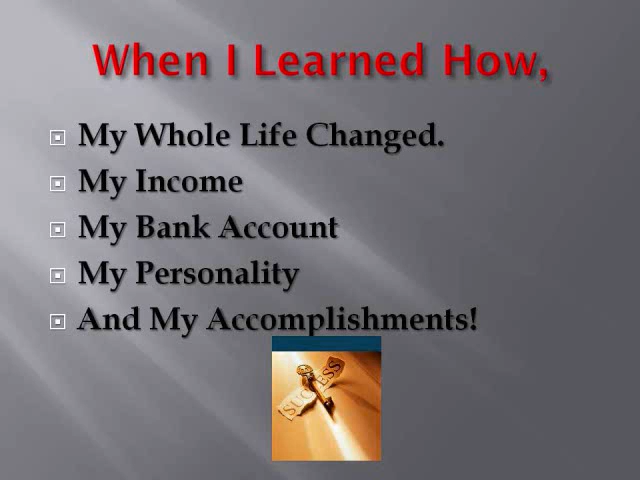 When I Learned How,
My Whole Life Changed.
My Income
My Bank Account
My Personality
And My Accomplishments!
SUCCESS